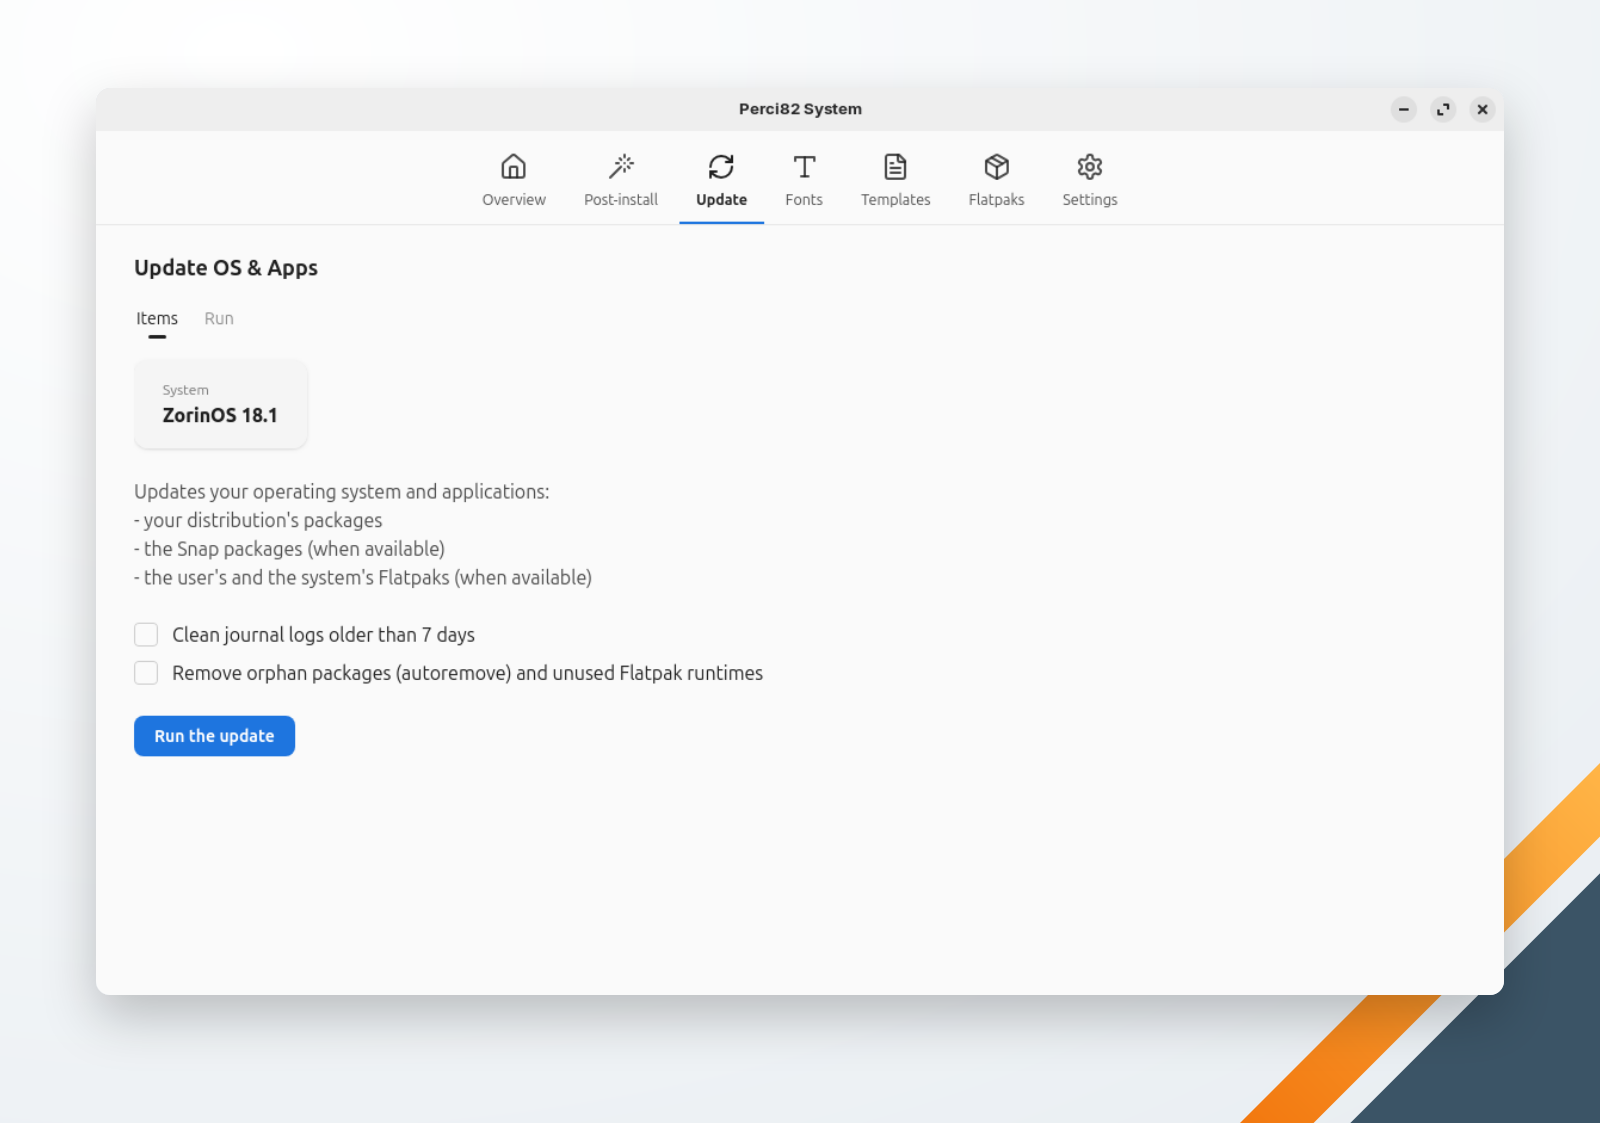 Perci82 System
Overview
Post-install
Update
Fonts
Templates
Flatpaks
Settings
Update OS & Apps
Items
Run
System
ZorinOS 18.1
Updates your operating system and applications:
- your distribution's packages
- the Snap packages (when available)
- the user's and the system's Flatpaks (when available)
Clean journal logs older than 7 days
Remove orphan packages (autoremove) and unused Flatpak runtimes
Run the update